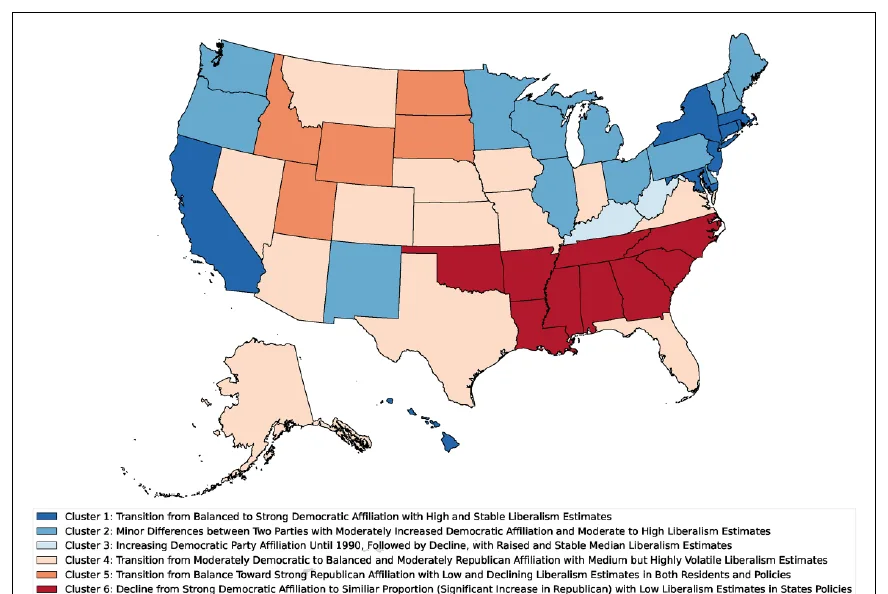 Cluster 1: Transition from Balanced to Strong Democratic Affiliation with High and Stable Liberalism Estimates
Cluster 2: Minor Differences between Two Parties with Moderately Increased Democratic Affiliation and Moderate to High Liberalism Estimates
Cluster 3: Increasing Democratic Party Affiliation Until 1990, Followed by Decline, with Raised and Stable Median Liberalism Estimates
Cluster 4: Transition from Moderately Democratic to Balanced and Moderately Republican Affiliation with Medium but Highly Volatile Liberalism Estimates
Cluster 5: Transition from Balance Toward Strong Republican Affiliation with Low and Declining Liberalism Estimates in Both Residents and Policies
Cluster 6: Decline from Strong Democratic Affiliation to Similiar Proportion (Significant Increase in Republican) with Low Liberalism Estimates in States Policies